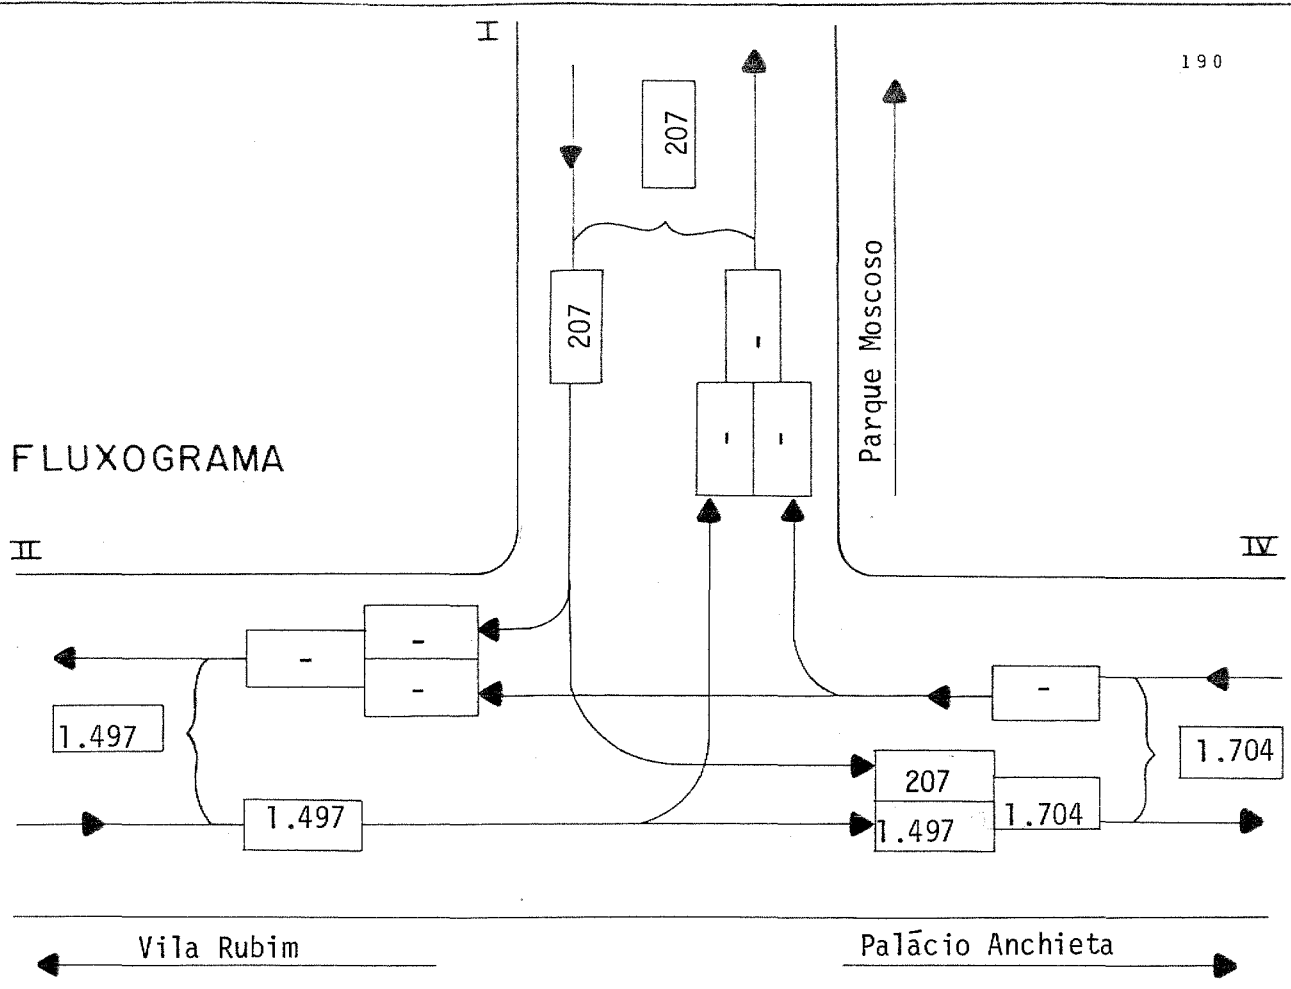 I
190
207
207
-
Parque Moscoso
-
-
FLUXOGRAMA
II
IV
-
-
-
-
1.497
1.704
207
1.497
1.704
1.497
Vila Rubim
Palācio Anchieta